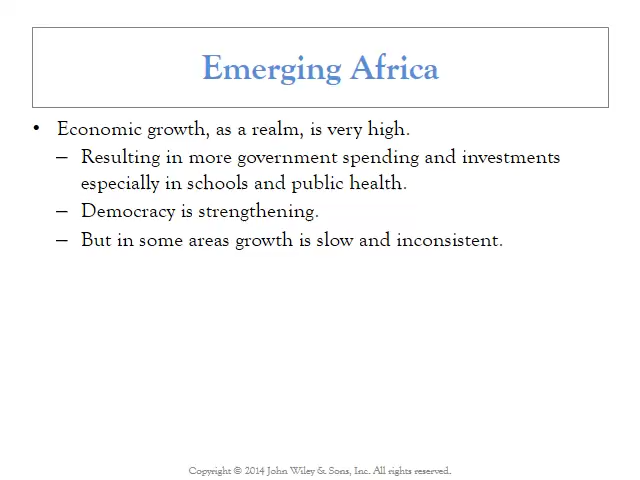 Emerging Africa
• Economic growth, as a realm, is very high.
– Resulting in more government spending and investments
especially in schools and public health.
– Democracy is strengthening.
– But in some areas growth is slow and inconsistent.
Copyright © 2014 John Wiley & Sons, Inc. All rights reserved.